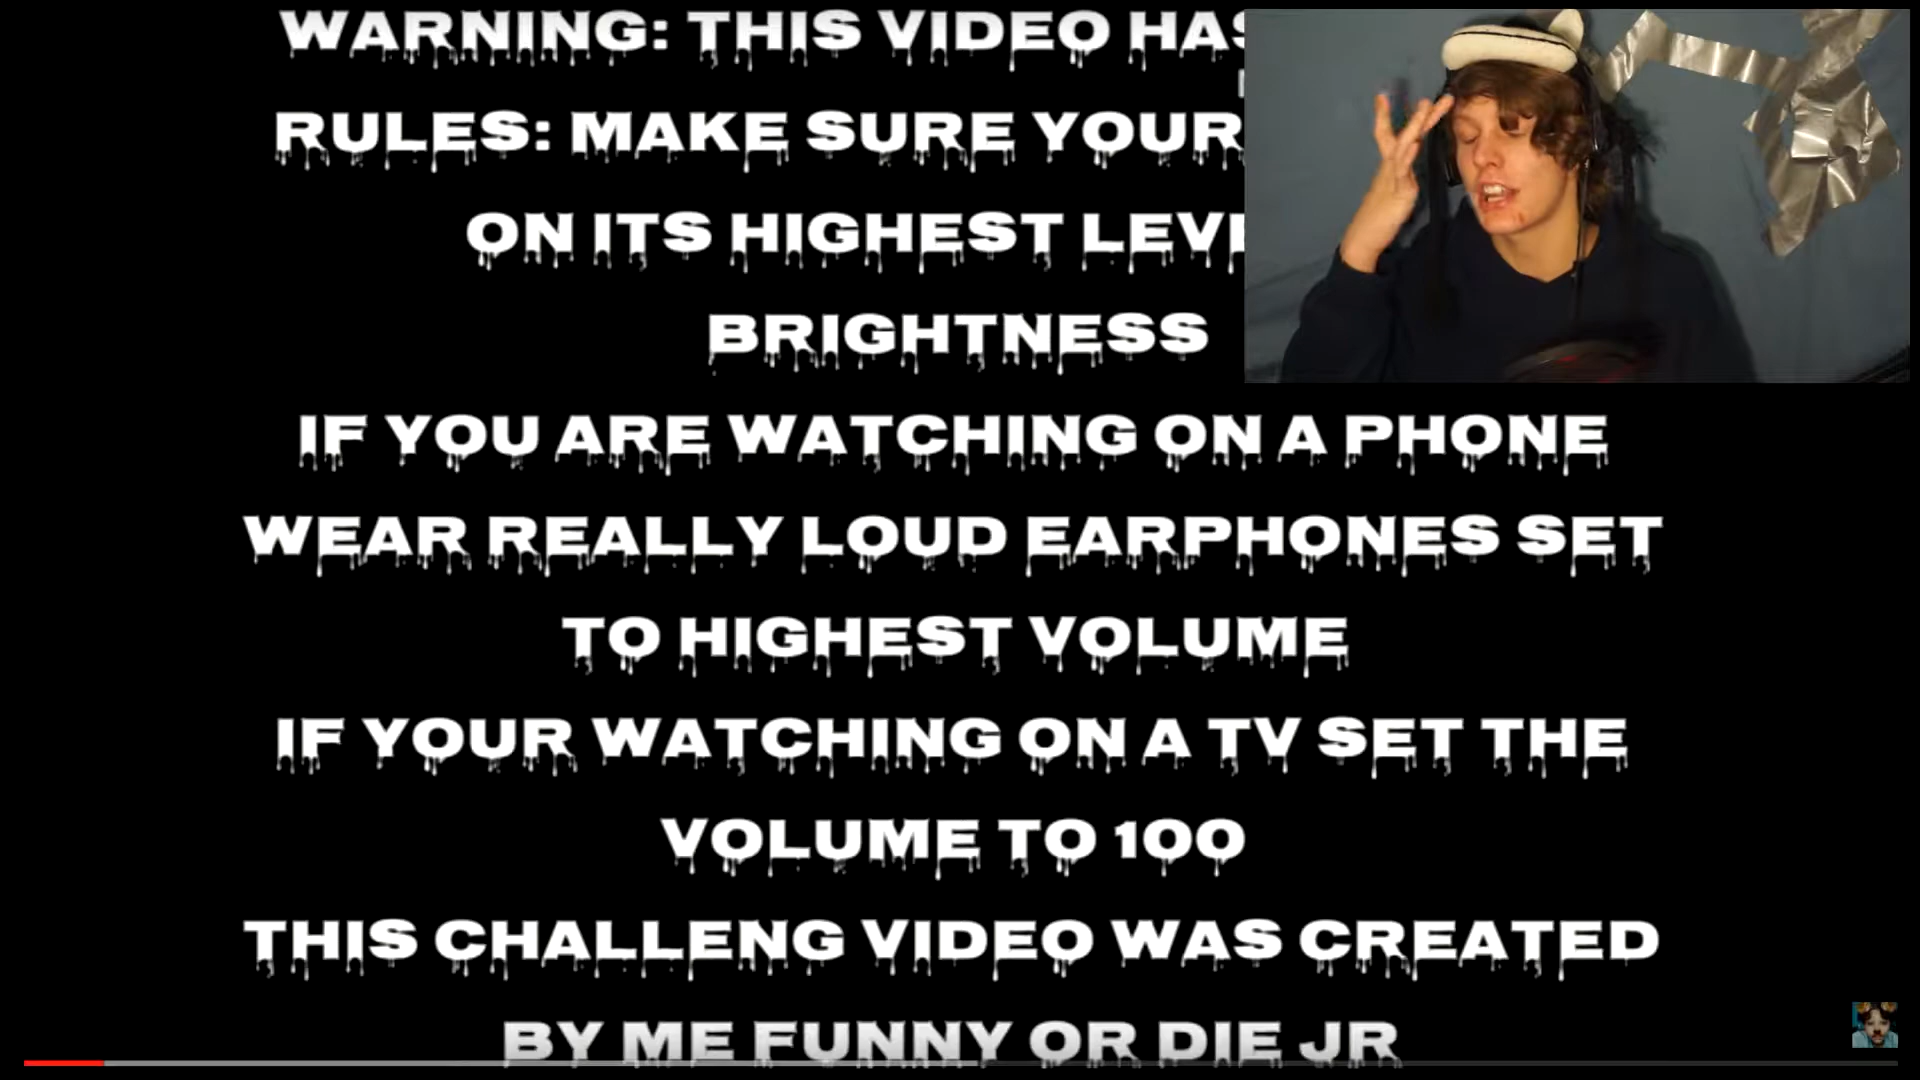 WARNING: THIS VIDEO HAS
RULES: MAKE SURE YOUR
ON ITS HIGHEST
BRIGHTNESS
IF YOU ARE WATCHING ON A PHONE
WEAR REALLY LOUD EARPHONES SET
TO HIGHEST VOLUME
IF YOUR WATCHING ON A TV SET THE
VOLUME TO 100
THIS CHALLENG VIDEO WAS CREATED
BY ME FUNNY OR DIE JR